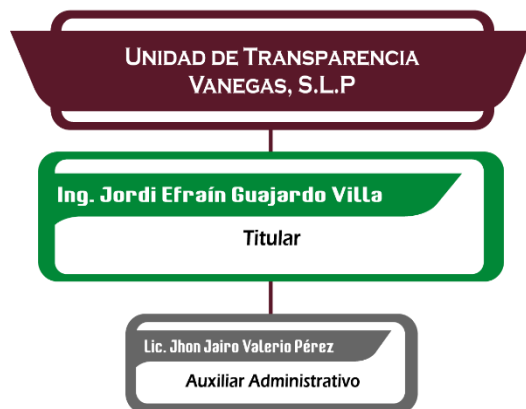 UNIDAD DE TRANSPARENCIA
VANEGAS, S.L.P
Ing. Jordi Efraín Guajardo Villa
Titular
Lic. Jhon Jairo Valerio Pérez
Auxiliar Administrativo